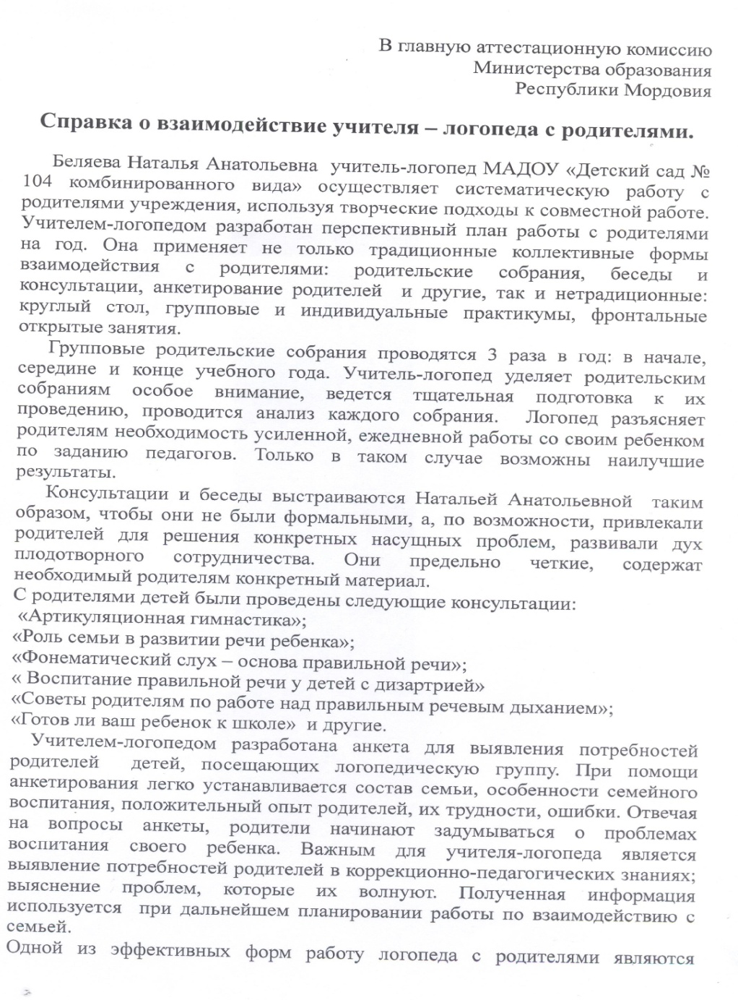 В главную аттестационную комиссию
Министерства образования
Республики Мордовия
Справка о взаимодействие учителя – логопеда с родителями.
Беляева Наталья Анатольевна учитель-логопед МАДОУ «Детский сад №
104 комбинированного вида» осуществляет систематическую работу с
родителями учреждения, используя творческие подходы к совместной работе.
Учителем-логопедом разработан перспективный план работы с родителями
на год. Она применяет не только традиционные коллективные формы
взаимодействия с родителями: родительские собрания, беседы и
консультации, анкетирование родителей и другие, так и нетрадиционные:
круглый стол, групповые и индивидуальные практикумы, фронтальные
открытые занятия.
Групповые родительские собрания проводятся 3 раза в год: в начале,
середине и конце учебного года. Учитель-логопед уделяет родительским
собраниям особое внимание, ведется тщательная подготовка к их
проведению, проводится анализ каждого собрания. Логопед разъясняет
родителям необходимость усиленной, ежедневной работы со своим ребенком
по заданию педагогов. Только в таком случае возможны наилучшие
результаты.
Консультации и беседы выстраиваются Натальей Анатольевной таким
образом, чтобы они не были формальными, а, по возможности, привлекали
родителей для решения конкретных насущных проблем, развивали дух
плодотворного сотрудничества. Они предельно четкие, содержат
необходимый родителям конкретный материал.
С родителями детей были проведены следующие консультации:
«Артикуляционная гимнастика»;
«Роль семьи в развитии речи ребенка»;
«Фонематический слух – основа правильной речи»;
« Воспитание правильной речи у детей с дизартрией»
«Советы родителям по работе над правильным речевым дыханием»;
«Готов ли ваш ребенок к школе» и другие.
Учителем-логопедом разработана анкета для выявления потребностей
родителей детей, посещающих логопедическую группу. При помощи
анкетирования легко устанавливается состав семьи, особенности семейного
воспитания, положительный опыт родителей, их трудности, ошибки. Отвечая
на вопросы анкеты, родители начинают задумываться о проблемах
воспитания своего ребенка. Важным для учителя-логопеда является
выявление потребностей родителей в коррекционно-педагогических знаниях;
выяснение проблем, которые их волнуют. Полученная информация
используется при дальнейшем планировании работы по взаимодействию с
семьей.
Одной из эффективных форм работу логопеда с родителями являются